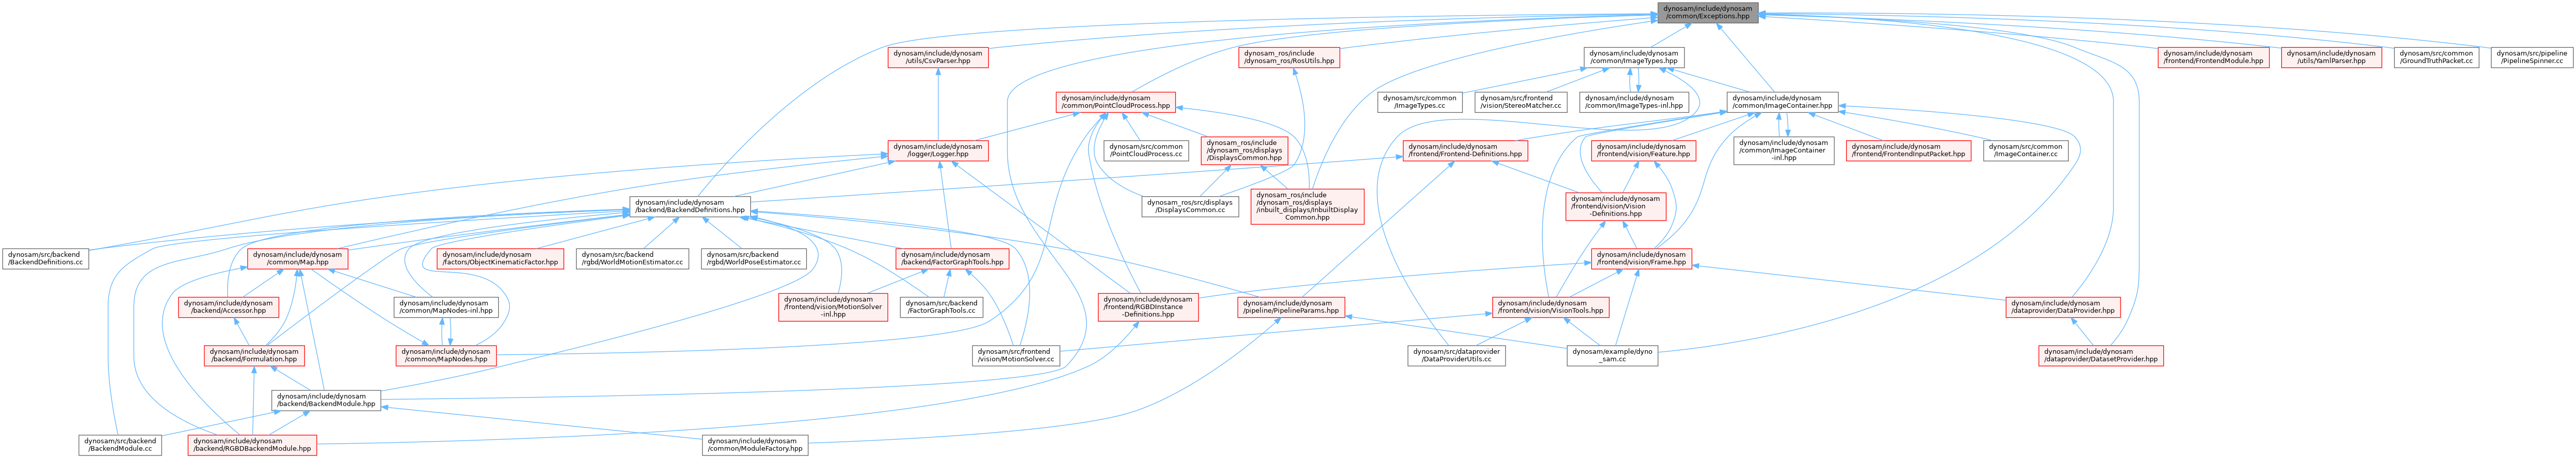 dynosam/include/dynosam
/common/Exceptions.hpp
dynosam/include/dynosam
/utils/CsvParser.hpp
dynosam_ros/include
/dynosam_ros/RosUtils.hpp
dynosam/include/dynosam
/common/ImageTypes.hpp
dynosam/include/dynosam
/frontend/FrontendModule.hpp
dynosam/include/dynosam
/utils/YamlParser.hpp
dynosam/src/common
/GroundTruthPacket.cc
dynosam/src/pipeline
/PipelineSpinner.cc
dynosam/include/dynosam
/common/PointCloudProcess.hpp
dynosam/src/common
/ImageTypes.cc
dynosam/src/frontend
/vision/StereoMatcher.cc
dynosam/include/dynosam
/common/ImageTypes-inl.hpp
dynosam/include/dynosam
/common/ImageContainer.hpp
dynosam/include/dynosam
/logger/Logger.hpp
dynosam/src/common
/PointCloudProcess.cc
dynosam_ros/include
/dynosam_ros/displays
/DisplaysCommon.hpp
dynosam/include/dynosam
/frontend/Frontend-Definitions.hpp
dynosam/include/dynosam
/frontend/vision/Feature.hpp
dynosam/include/dynosam
/common/ImageContainer
-inl.hpp
dynosam/include/dynosam
/frontend/FrontendInputPacket.hpp
dynosam/src/common
/ImageContainer.cc
dynosam/include/dynosam
/backend/BackendDefinitions.hpp
dynosam_ros/src/displays
/DisplaysCommon.cc
dynosam_ros/include
/dynosam_ros/displays
/inbuilt_displays/InbuiltDisplay
Common.hpp
dynosam/include/dynosam
/frontend/vision/Vision
-Definitions.hpp
dynosam/src/backend
/BackendDefinitions.cc
dynosam/include/dynosam
/common/Map.hpp
dynosam/include/dynosam
/factors/ObjectKinematicFactor.hpp
dynosam/src/backend
/rgbd/WorldMotionEstimator.cc
dynosam/src/backend
/rgbd/WorldPoseEstimator.cc
dynosam/include/dynosam
/backend/FactorGraphTools.hpp
dynosam/include/dynosam
/frontend/vision/Frame.hpp
dynosam/include/dynosam
/backend/Accessor.hpp
dynosam/include/dynosam
/common/MapNodes-inl.hpp
dynosam/include/dynosam
/frontend/vision/MotionSolver
-inl.hpp
dynosam/src/backend
/FactorGraphTools.cc
dynosam/include/dynosam
/frontend/RGBDInstance
-Definitions.hpp
dynosam/include/dynosam
/pipeline/PipelineParams.hpp
dynosam/include/dynosam
/frontend/vision/VisionTools.hpp
dynosam/include/dynosam
/dataprovider/DataProvider.hpp
dynosam/include/dynosam
/backend/Formulation.hpp
dynosam/include/dynosam
/common/MapNodes.hpp
dynosam/src/frontend
/vision/MotionSolver.cc
dynosam/src/dataprovider
/DataProviderUtils.cc
dynosam/example/dyno
_sam.cc
dynosam/include/dynosam
/dataprovider/DatasetProvider.hpp
dynosam/include/dynosam
/backend/BackendModule.hpp
dynosam/src/backend
/BackendModule.cc
dynosam/include/dynosam
/backend/RGBDBackendModule.hpp
dynosam/include/dynosam
/common/ModuleFactory.hpp